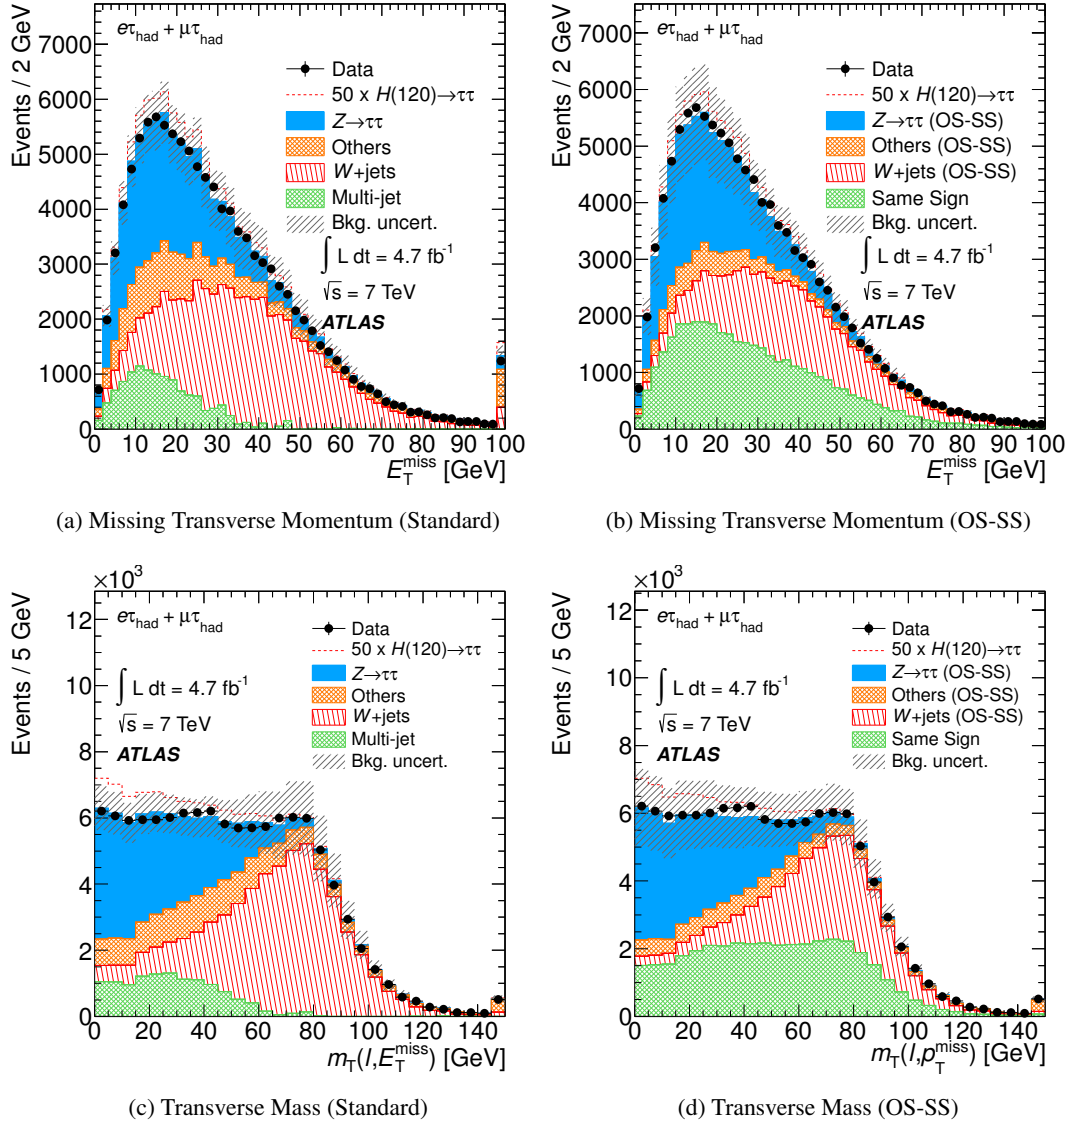 Events / 2 GeV
7000
6000
5000
4000
3000
2000
1000
0
eτhad + μτhad
Data
50 x H(120)→ττ
Z→ττ
Others
W+jets
Multi-jet
Bkg. uncert.
∫ L dt = 4.7 fb⁻¹
√s = 7 TeV
ATLAS
0 10 20 30 40 50 60 70 80 90 100
E_T^miss [GeV]
(a) Missing Transverse Momentum (Standard)
Events / 2 GeV
7000
6000
5000
4000
3000
2000
1000
0
eτhad + μτhad
Data
50 x H(120)→ττ
Z→ττ (OS-SS)
Others (OS-SS)
W+jets (OS-SS)
Same Sign
Bkg. uncert.
∫ L dt = 4.7 fb⁻¹
√s = 7 TeV
ATLAS
0 10 20 30 40 50 60 70 80 90 100
E_T^miss [GeV]
(b) Missing Transverse Momentum (OS-SS)
×10³
Events / 5 GeV
12
10
8
6
4
2
0
eτhad + μτhad
∫ L dt = 4.7 fb⁻¹
√s = 7 TeV
ATLAS
Data
50 x H(120)→ττ
Z→ττ
Others
W+jets
Multi-jet
Bkg. uncert.
0 20 40 60 80 100 120 140
m_T(l,E_T^miss) [GeV]
(c) Transverse Mass (Standard)
×10³
Events / 5 GeV
12
10
8
6
4
2
0
eτhad + μτhad
∫ L dt = 4.7 fb⁻¹
√s = 7 TeV
ATLAS
Data
50 x H(120)→ττ
Z→ττ (OS-SS)
Others (OS-SS)
W+jets (OS-SS)
Same Sign
Bkg. uncert.
0 20 40 60 80 100 120 140
m_T(l,p_T^miss) [GeV]
(d) Transverse Mass (OS-SS)